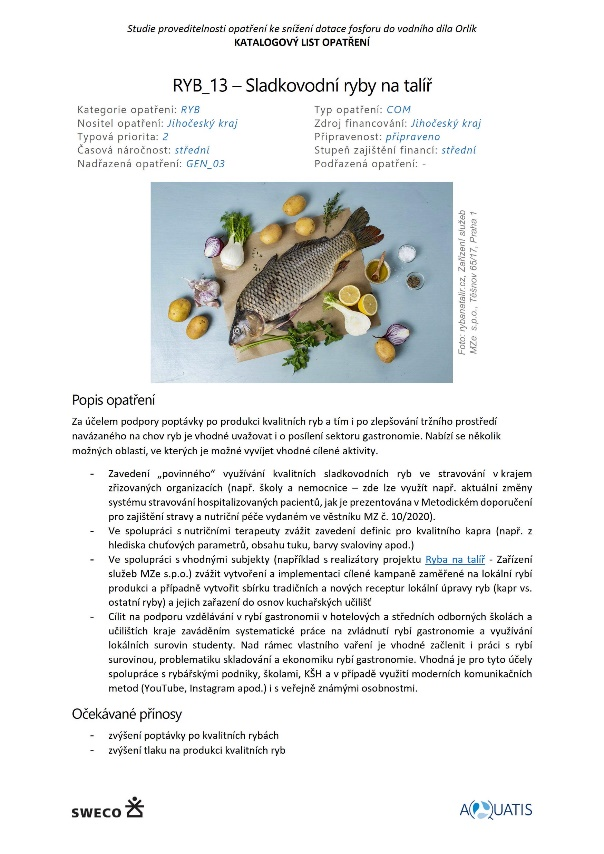 Studie proveditelnosti opatření ke snížení dotace fosforu do vodního díla Orlík
KATALOGOVÝ LIST OPATŘENÍ
RYB_13 – Sladkovodní ryby na talíř
Kategorie opatření: RYB
Nositel opatření: Jihočeský kraj
Typová priorita: 2
Časová náročnost: střední
Nadřazená opatření: GEN_03
Typ opatření: COM
Zdroj financování: Jihočeský kraj
Připravenost: připraveno
Stupeň zajištění financí: střední
Podřazená opatření: -
Foto: rybanatalir.cz, Zařízení služeb
MZe s.p.o., Těšnov 65/17, Praha 1
Popis opatření
Za účelem podpory poptávky po produkci kvalitních ryb a tím i po zlepšování tržního prostředí
navázaného na chov ryb je vhodné uvažovat i o posílení sektoru gastronomie. Nabízí se několik
možných oblastí, ve kterých je možné vyvíjet vhodné cílené aktivity.
- Zavedení „povinného“ využívání kvalitních sladkovodních ryb ve stravování v krajem
zřizovaných organizacích (např. školy a nemocnice – zde lze využít např. aktuální změny
systému stravování hospitalizovaných pacientů, jak je prezentována v Metodickém doporučení
pro zajištění stravy a nutriční péče vydaném ve věstníku MZ č. 10/2020).
- Ve spolupráci s nutričními terapeuty zvážit zavedení definic pro kvalitního kapra (např. z
hlediska chuťových parametrů, obsahu tuku, barvy svaloviny apod.)
- Ve spolupráci s vhodnými subjekty (například s realizátory projektu Ryba na talíř - Zařízení
služeb MZe s.p.o.) zvážit vytvoření a implementaci cílené kampaně zaměřené na lokální rybí
produkci a případně vytvořit sbírku tradičních a nových receptur lokální úpravy ryb (kapr vs.
ostatní ryby) a jejich zařazení do osnov kuchařských učilišť
- Cílit na podporu vzdělávání v rybí gastronomii v hotelových a středních odborných školách a
učilištích kraje zaváděním systematické práce na zvládnutí rybí gastronomie a využívání
lokálních surovin studenty. Nad rámec vlastního vaření je vhodné začlenit i práci s rybí
surovinou, problematiku skladování a ekonomiku rybí gastronomie. Vhodná je pro tyto účely
spolupráce s rybářskými podniky, školami, KŠH a v případě využití moderních komunikačních
metod (YouTube, Instagram apod.) i s veřejně známými osobnostmi.
Očekávané přínosy
- zvýšení poptávky po kvalitních rybách
- zvýšení tlaku na produkci kvalitních ryb
SWECO
AQUATIS